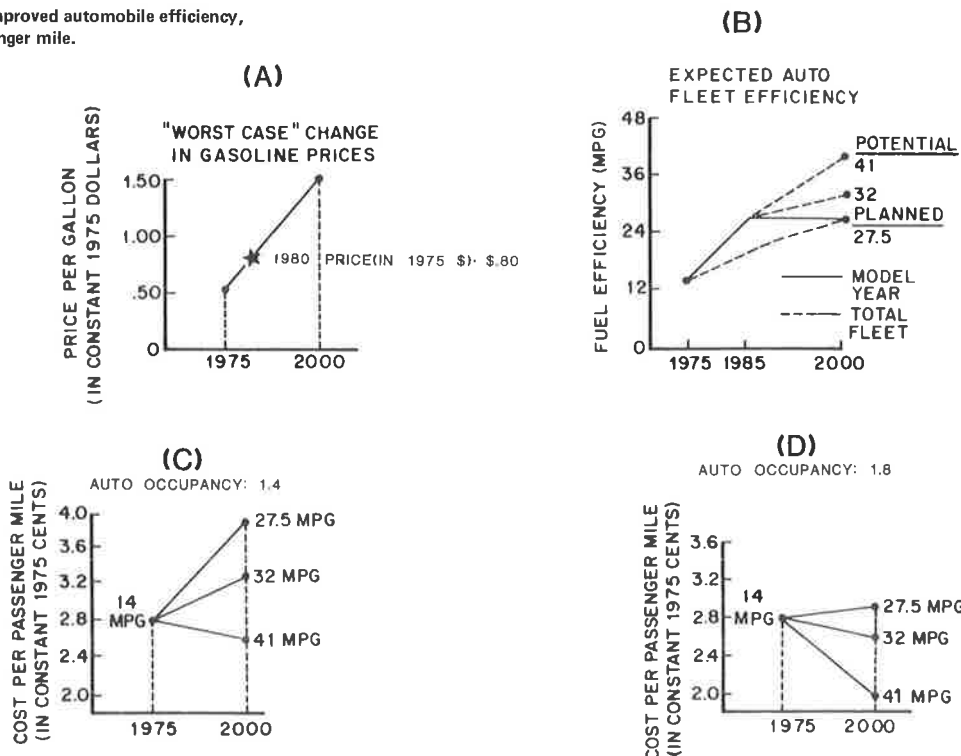 nproved automobile efficiency,
nger mile.
(A)
"WORST CASE" CHANGE
IN GASOLINE PRICES
PRICE PER GALLON
(IN CONSTANT 1975 DOLLARS)
1.50
1.00
.50
0
1980 PRICE(IN 1975 $)· $.80
1975 2000
(B)
EXPECTED AUTO
FLEET EFFICIENCY
FUEL EFFICIENCY (MPG)
48
36
24
12
0
POTENTIAL
41
32
PLANNED
27.5
MODEL
YEAR
TOTAL
FLEET
1975 1985 2000
(C)
AUTO OCCUPANCY: 1.4
COST PER PASSENGER MILE
(IN CONSTANT 1975 CENTS)
4.0
3.6
3.2
2.8
2.4
2.0
14
MPG
27.5 MPG
32 MPG
41 MPG
1975 2000
(D)
AUTO OCCUPANCY: 1.8
COST PER PASSENGER MILE
(IN CONSTANT 1975 CENTS)
3.6
3.2
2.8
2.4
2.0
14
MPG
27.5 MPG
32 MPG
41 MPG
1975 2000